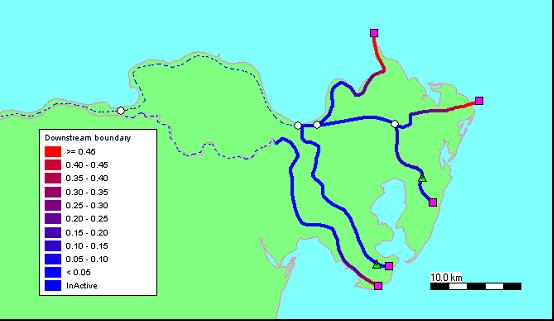 Downstream boundary
>= 0.45
0.40 - 0.45
0.35 - 0.40
0.30 - 0.35
0.25 - 0.30
0.20 - 0.25
0.15 - 0.20
0.10 - 0.15
0.05 - 0.10
< 0.05
InActive
10.0 km